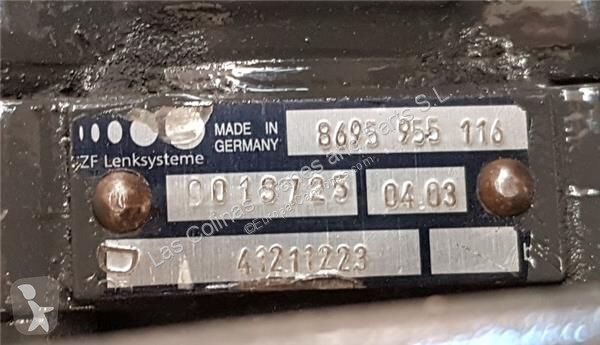 MADE IN
GERMANY
8695 955 116
ZF Lenksysteme
0018725
04.03
41211223